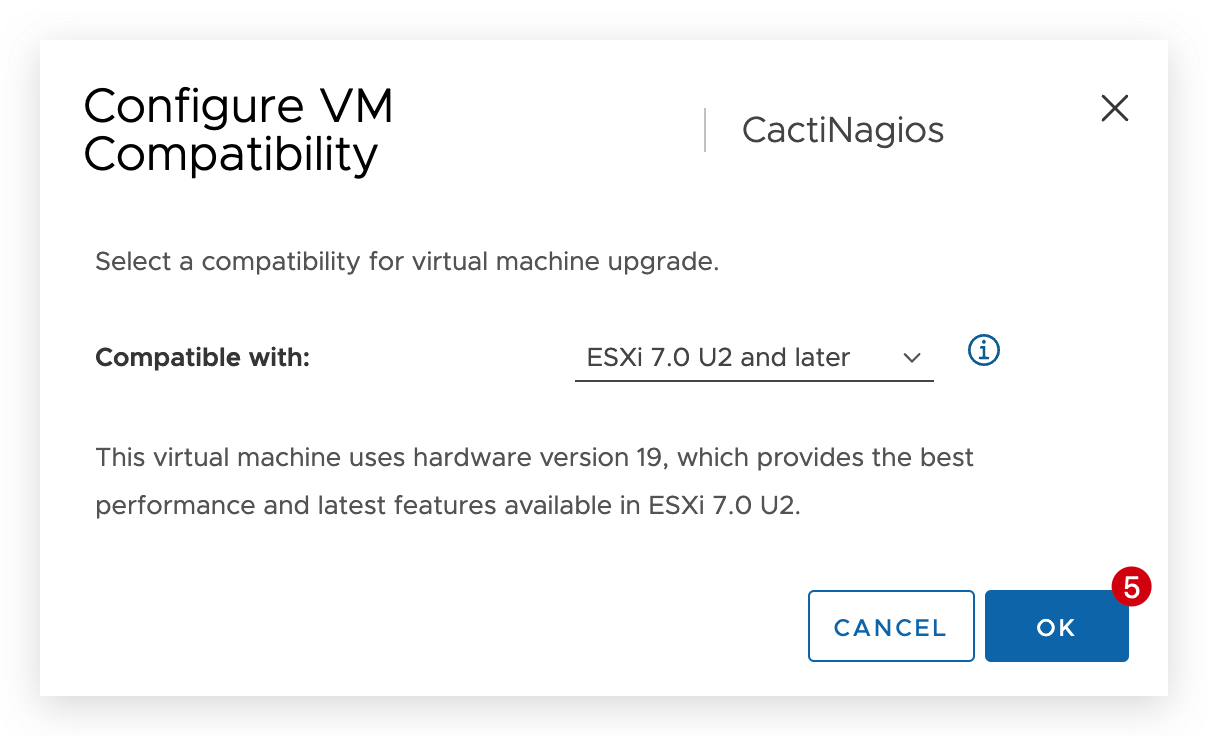 Configure VM
Compatibility
CactiNagios
Select a compatibility for virtual machine upgrade.
Compatible with:
ESXi 7.0 U2 and later
This virtual machine uses hardware version 19, which provides the best
performance and latest features available in ESXi 7.0 U2.
5
CANCEL
OK